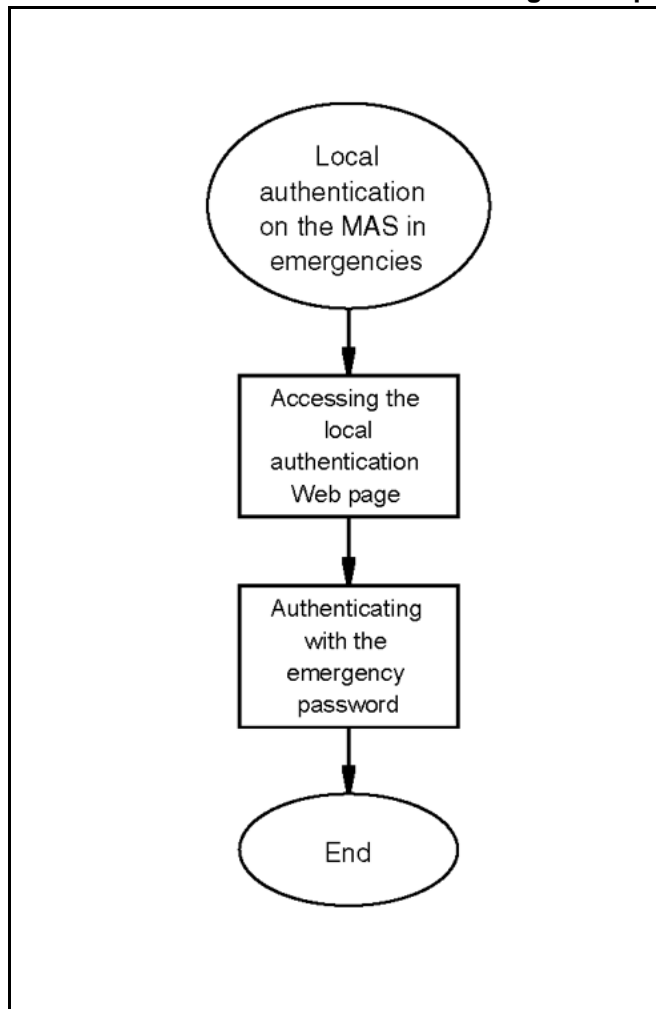 Local
authentication
on the MAS in
emergencies
Accessing the
local
authentication
Web page
Authenticating
with the
emergency
password
End